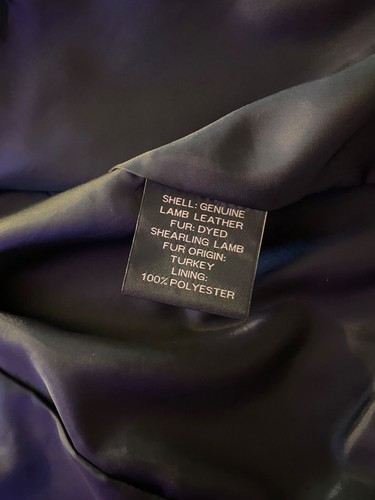 SHELL: GENUINE
LAMB LEATHER
FUR: DYED
SHEARLING LAMB
FUR ORIGIN:
TURKEY
LINING:
100% POLYESTER